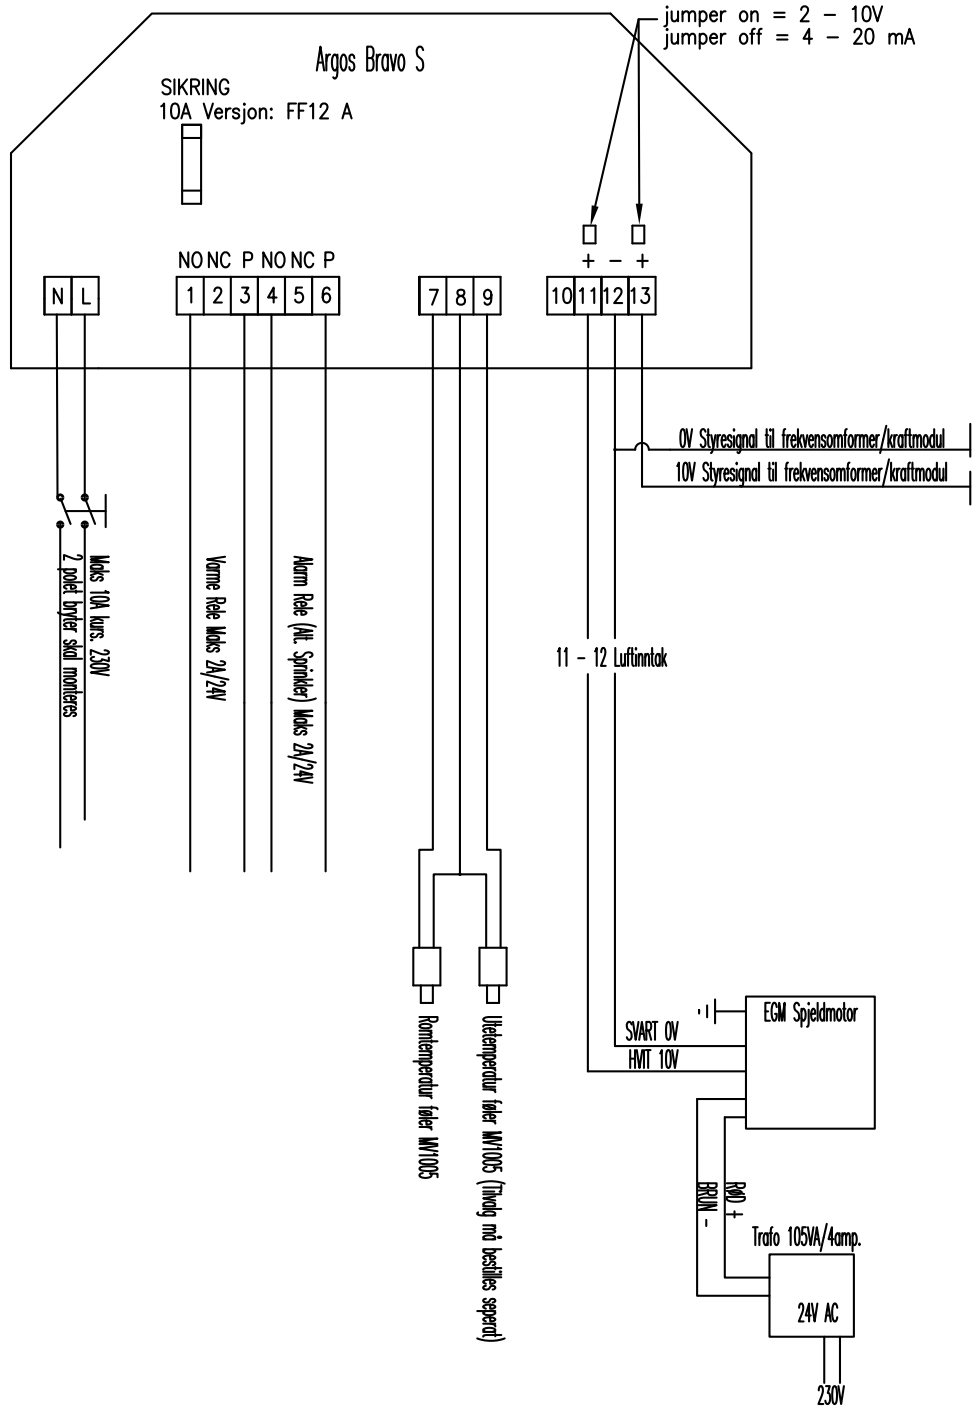 jumper on = 2 - 10V
jumper off = 4 - 20 mA
Argos Bravo S
SIKRING
10A Versjon: FF12 A
NO NC P NO NC P
+ - +
N L 1 2 3 4 5 6 7 8 9 10 11 12 13
0V Styresignal til frekvensomformer/kraftmodul
10V Styresignal til frekvensomformer/kraftmodul
Maks 10A kurs. 230V
2 polet bryter skal monteres
Varme Rele Maks 2A/24V
Alarm Rele (Alt. Sprinkler) Maks 2A/24V
11 - 12 Luftinntak
EGM Spjeldmotor
SVART 0V
HVIT 10V
Romtemperatur føler MV1005
Utetemperatur føler MV1005 (Tilvalg må bestilles seperat)
RØD +
BRUN -
Trafo 105VA/4amp.
24V AC
230V